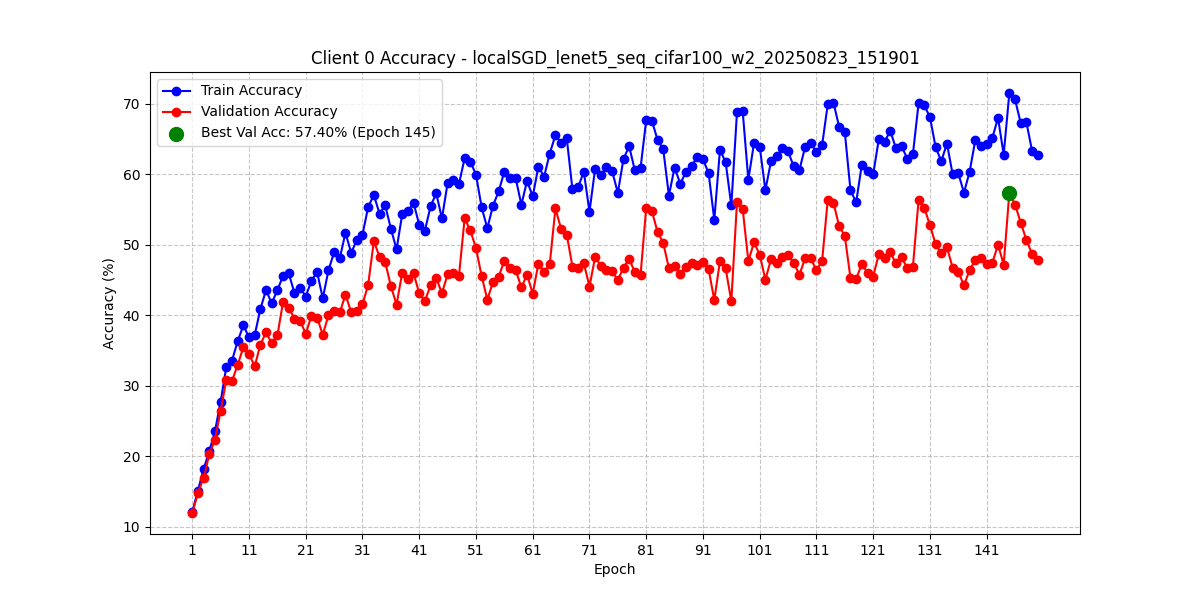 Client 0 Accuracy - localSGD_lenet5_seq_cifar100_w2_20250823_151901
Train Accuracy
Validation Accuracy
Best Val Acc: 57.40% (Epoch 145)
Accuracy (%)
70
60
50
40
30
20
10
1 11 21 31 41 51 61 71 81 91 101 111 121 131 141
Epoch